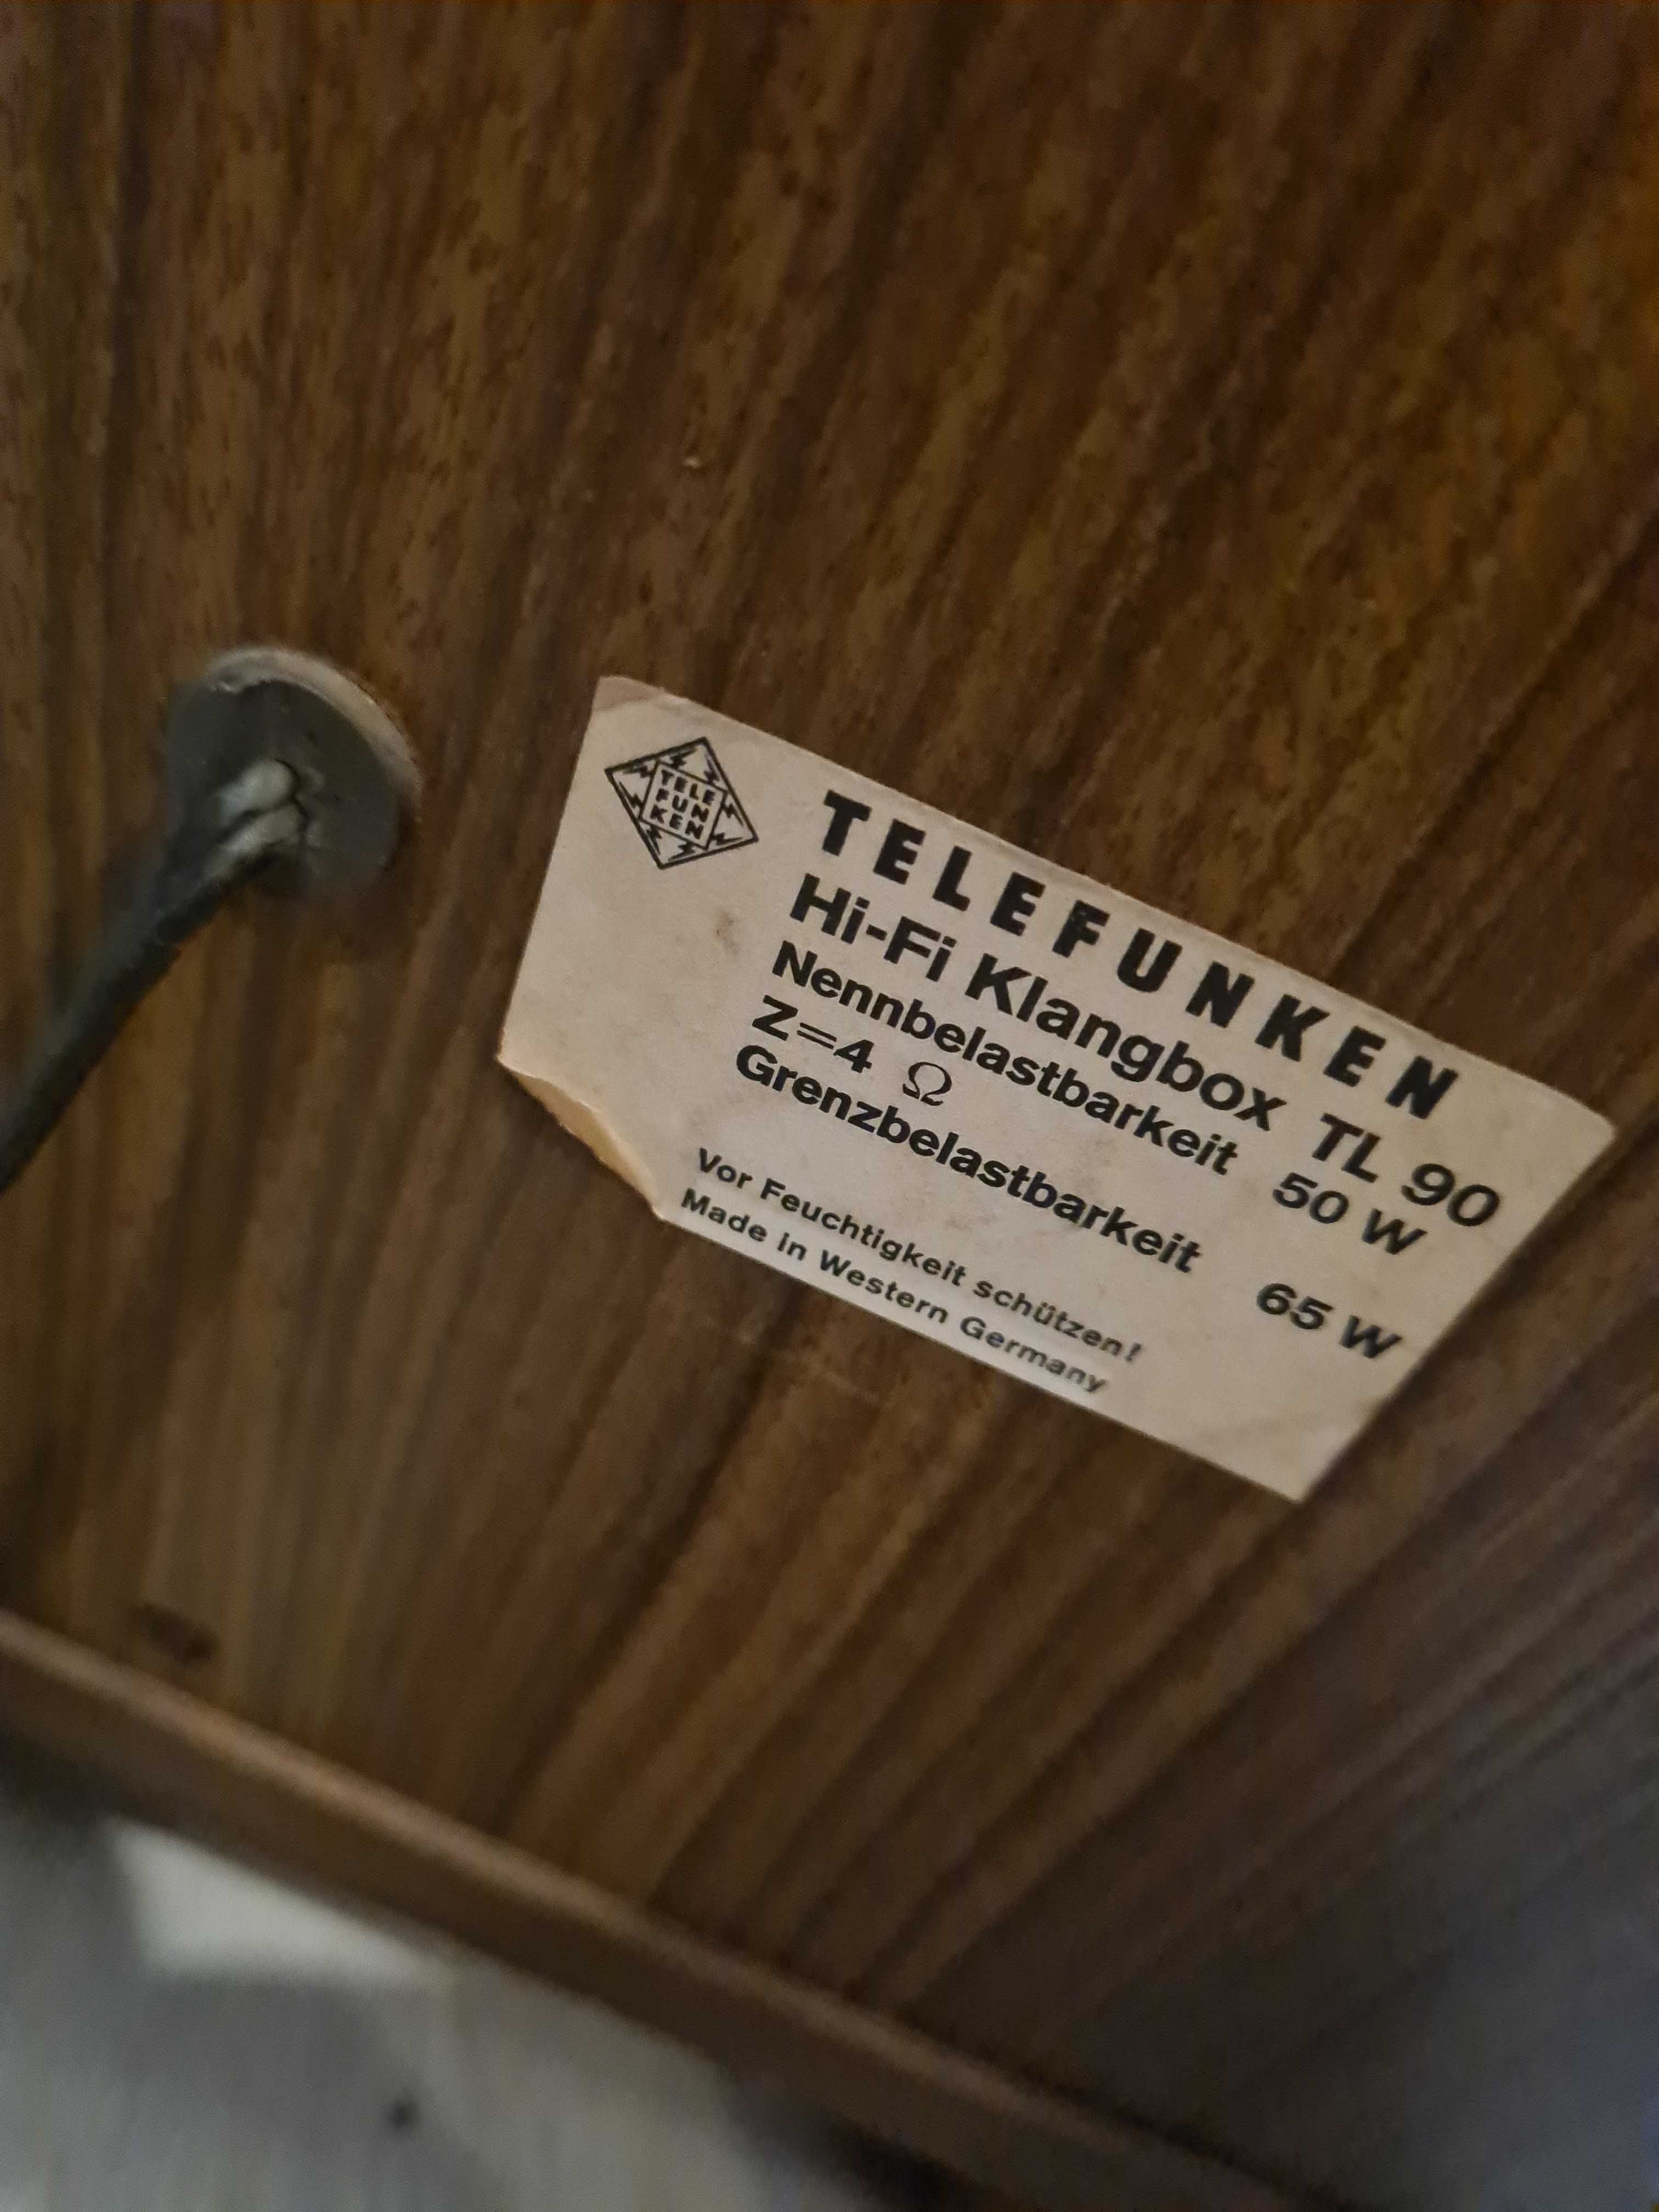 TELE
FUN
KEN
TELEFUNKEN
Hi-Fi Klangbox TL 90
Nennbelastbarkeit 50 W
Z=4 Ω
Grenzbelastbarkeit 65 W
Vor Feuchtigkeit schützen!
Made in Western Germany